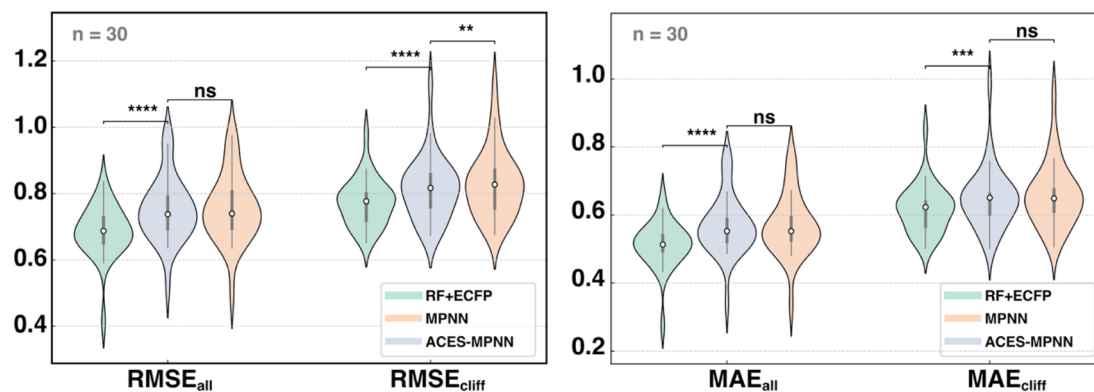 n = 30
**** ns **** **
1.2
1.0
0.8
0.6
0.4
RF+ECFP
MPNN
ACES-MPNN
RMSEall RMSEcliff
n = 30
**** ns *** ns
1.0
0.8
0.6
0.4
0.2
RF+ECFP
MPNN
ACES-MPNN
MAEall MAEcliff